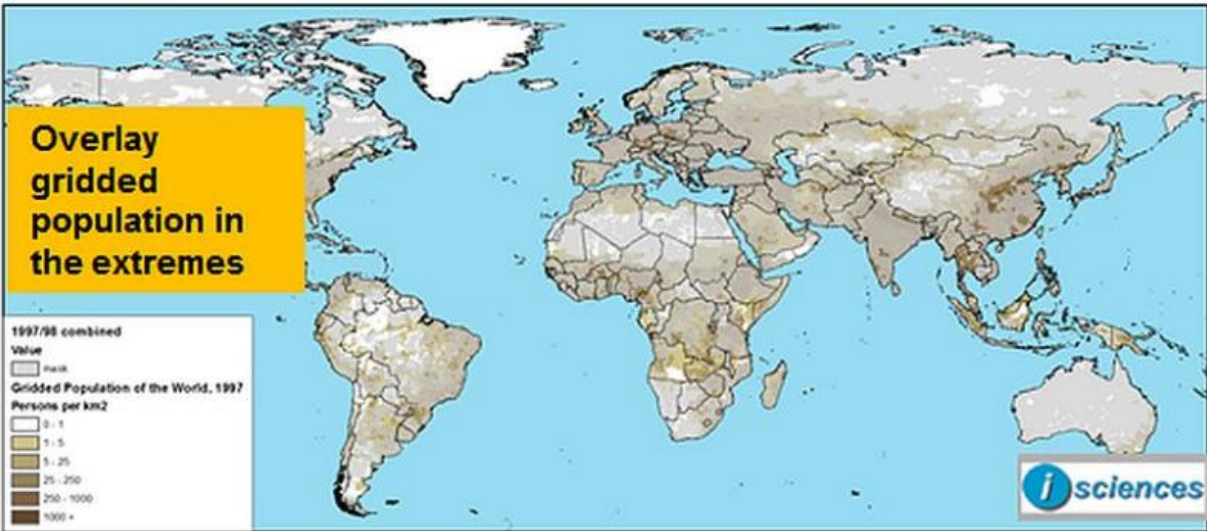 Overlay
gridded
population in
the extremes
1997/98 combined
Value
mask
Gridded Population of the World, 1997
Persons per km2
0 - 1
1 - 5
5 - 25
25 - 250
250 - 1000
1000 +
i sciences